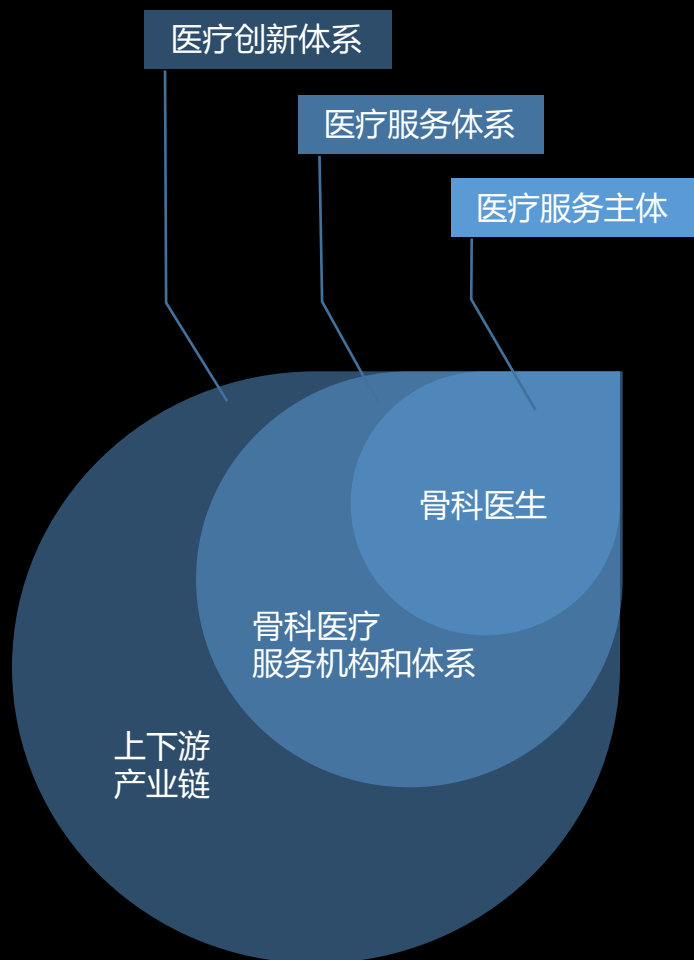 医疗创新体系
医疗服务体系
医疗服务主体
骨科医生
骨科医疗
服务机构和体系
上下游
产业链